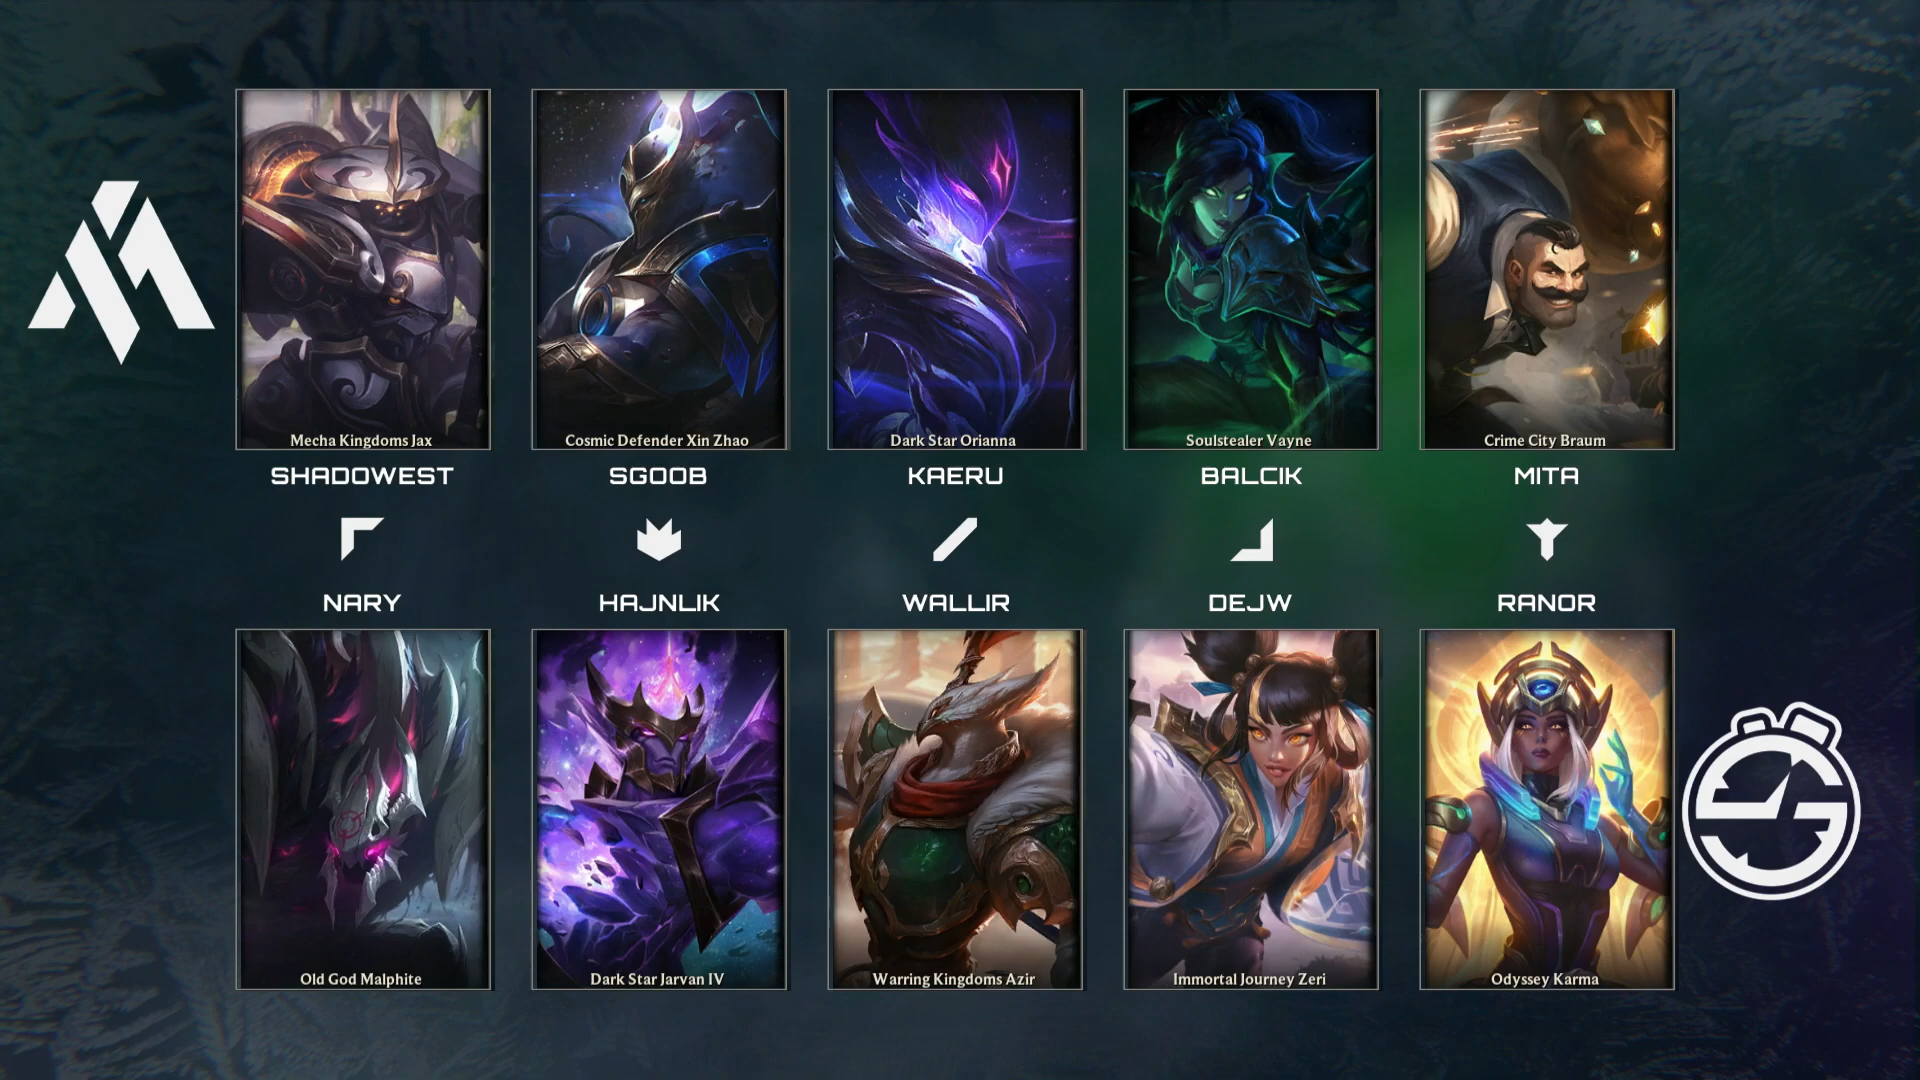 Mecha Kingdoms Jax
Cosmic Defender Xin Zhao
Dark Star Orianna
Soulstealer Vayne
Crime City Braum
SHADOWEST
SGOOB
KAERU
BALCIK
MITA
NARY
HAJNLIK
WALLIR
DEJW
RANOR
Old God Malphite
Dark Star Jarvan IV
Warring Kingdoms Azir
Immortal Journey Zeri
Odyssey Karma